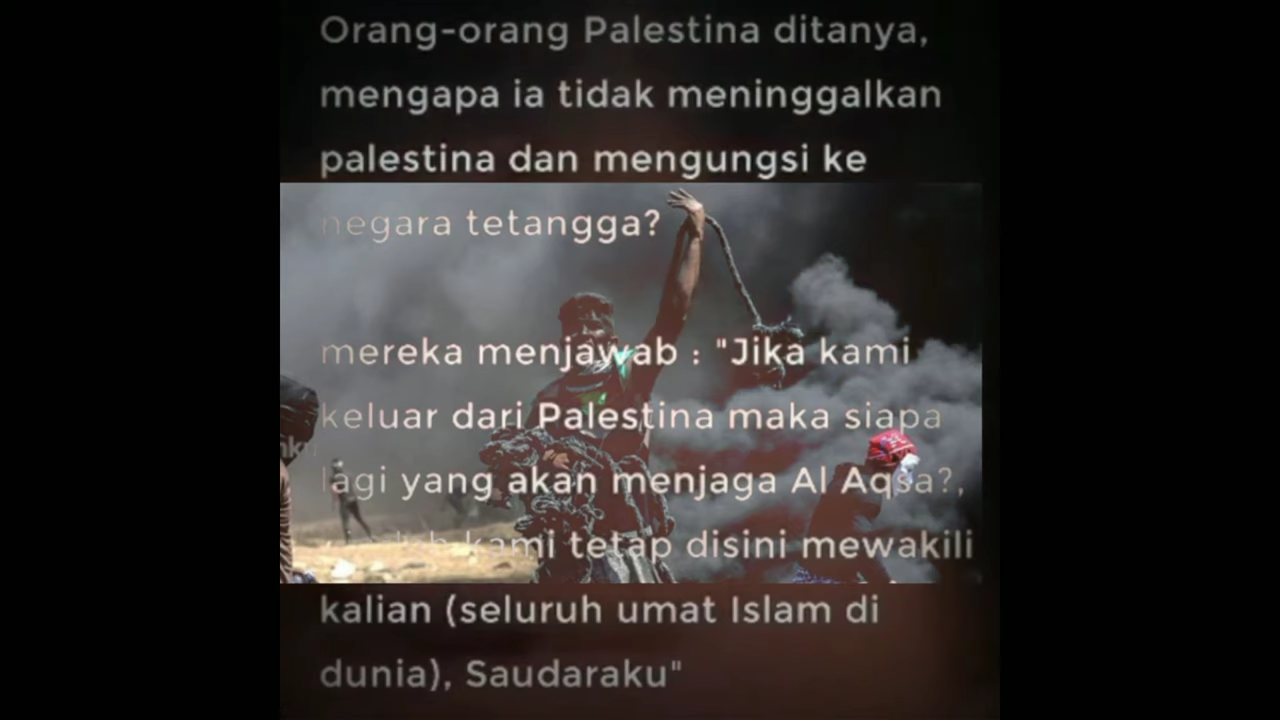 Orang-orang Palestina ditanya,
mengapa ia tidak meninggalkan
palestina dan mengungsi ke
negara tetangga?
mereka menjawab : "Jika kami
keluar dari Palestina maka siapa
lagi yang akan menjaga Al Aqsa?,
kami tetap disini mewakili
kalian (seluruh umat Islam di
dunia), Saudaraku"